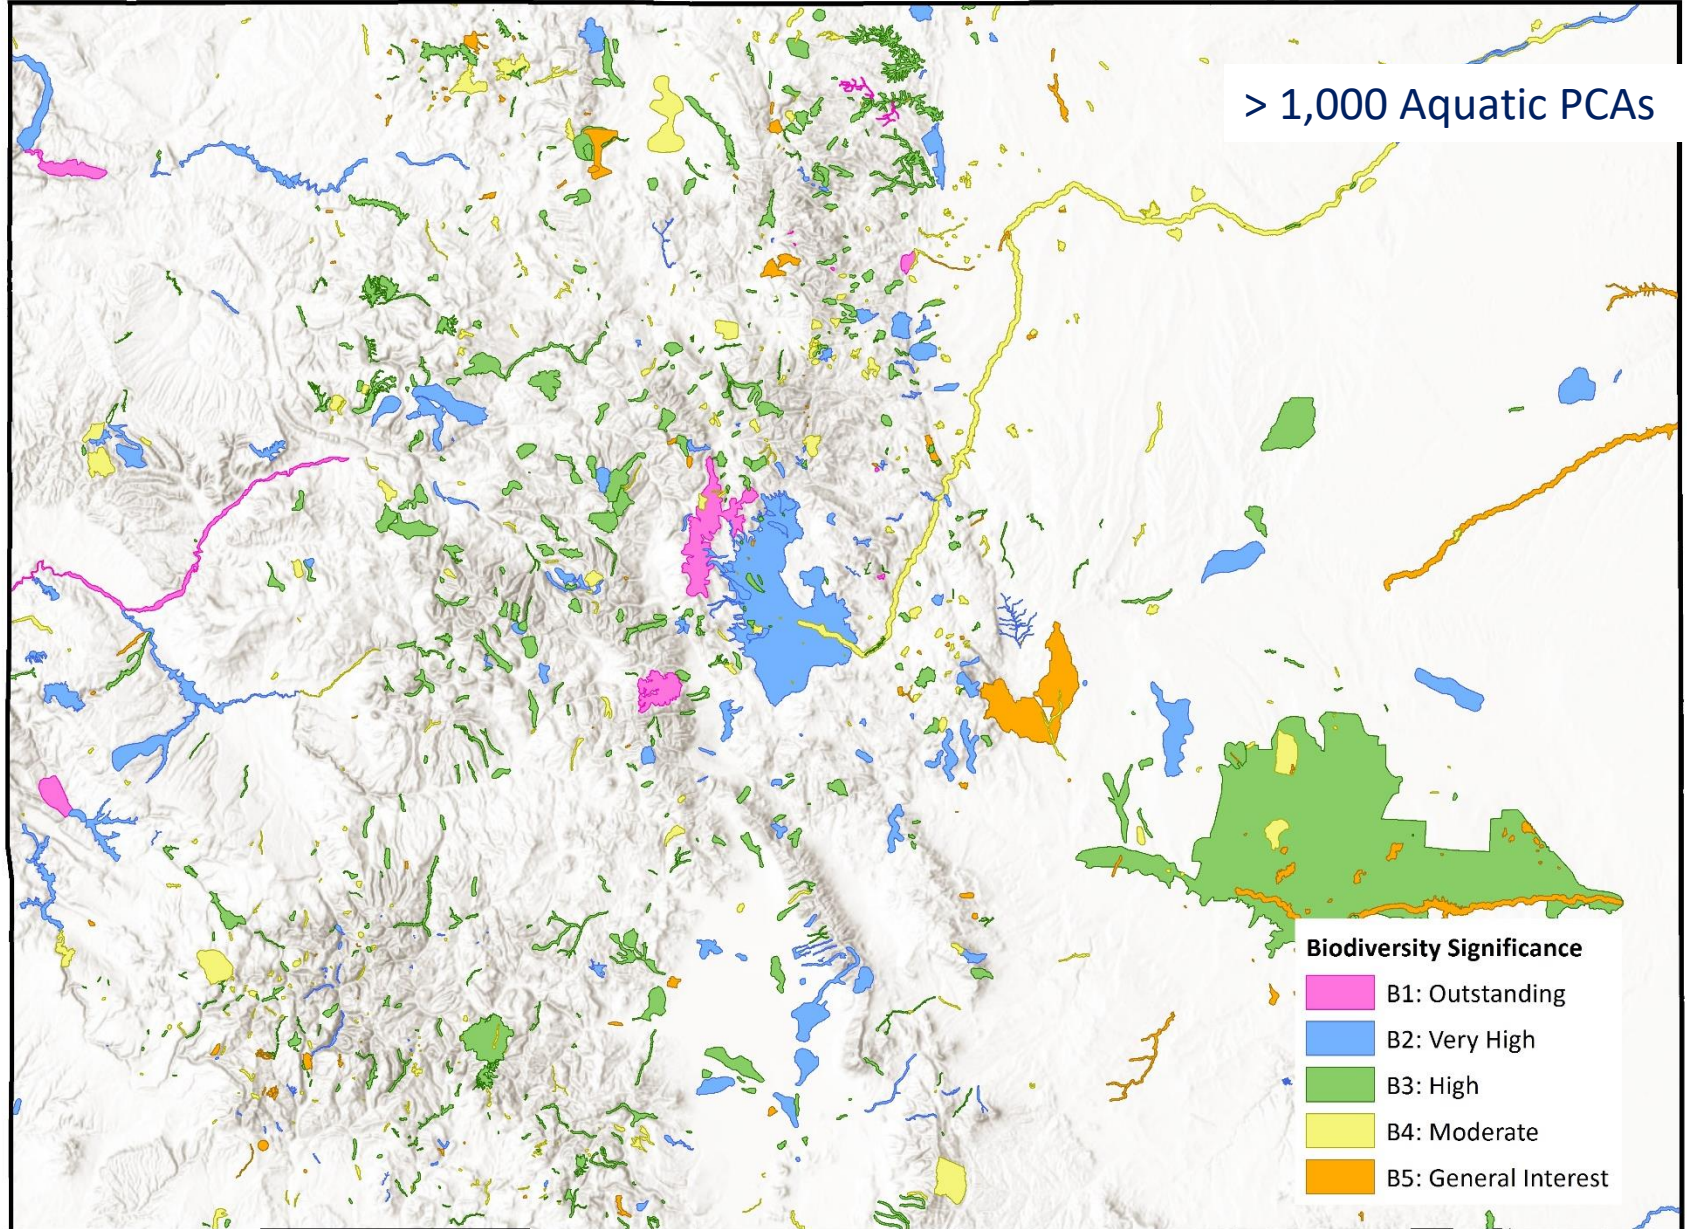 > 1,000 Aquatic PCAs
Biodiversity Significance
B1: Outstanding
B2: Very High
B3: High
B4: Moderate
B5: General Interest